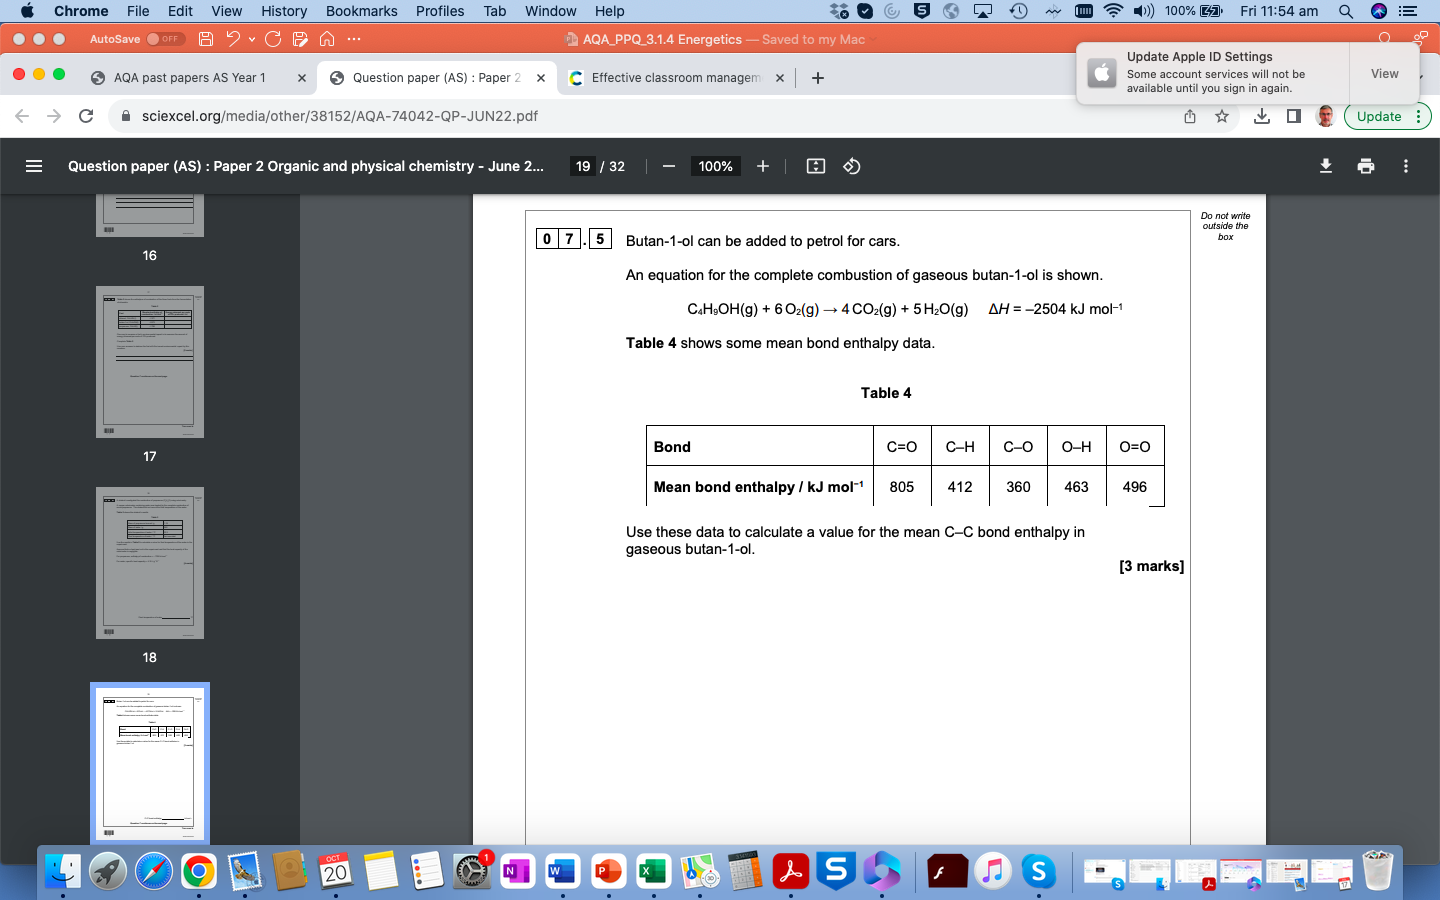 Chrome File Edit View History Bookmarks Profiles Tab Window Help
100% Fri 11:54 am
AutoSave OFF
AQA_PPQ_3.1.4 Energetics — Saved to my Mac
AQA past papers AS Year 1
Question paper (AS) : Paper 2
Effective classroom managem
Update Apple ID Settings
Some account services will not be
available until you sign in again.
View
sciexcel.org/media/other/38152/AQA-74042-QP-JUN22.pdf
Update
Question paper (AS) : Paper 2 Organic and physical chemistry - June 2...
19 / 32
100%
16
17
18
Do not write
outside the
box
0 7 . 5
Butan-1-ol can be added to petrol for cars.
An equation for the complete combustion of gaseous butan-1-ol is shown.
C₄H₉OH(g) + 6 O₂(g) → 4 CO₂(g) + 5 H₂O(g) ΔH = –2504 kJ mol⁻¹
Table 4 shows some mean bond enthalpy data.
Table 4
Bond C=O C–H C–O O–H O=O
Mean bond enthalpy / kJ mol⁻¹ 805 412 360 463 496
Use these data to calculate a value for the mean C–C bond enthalpy in
gaseous butan-1-ol.
[3 marks]
OCT
20
1
N
W
P
X
S
S
17